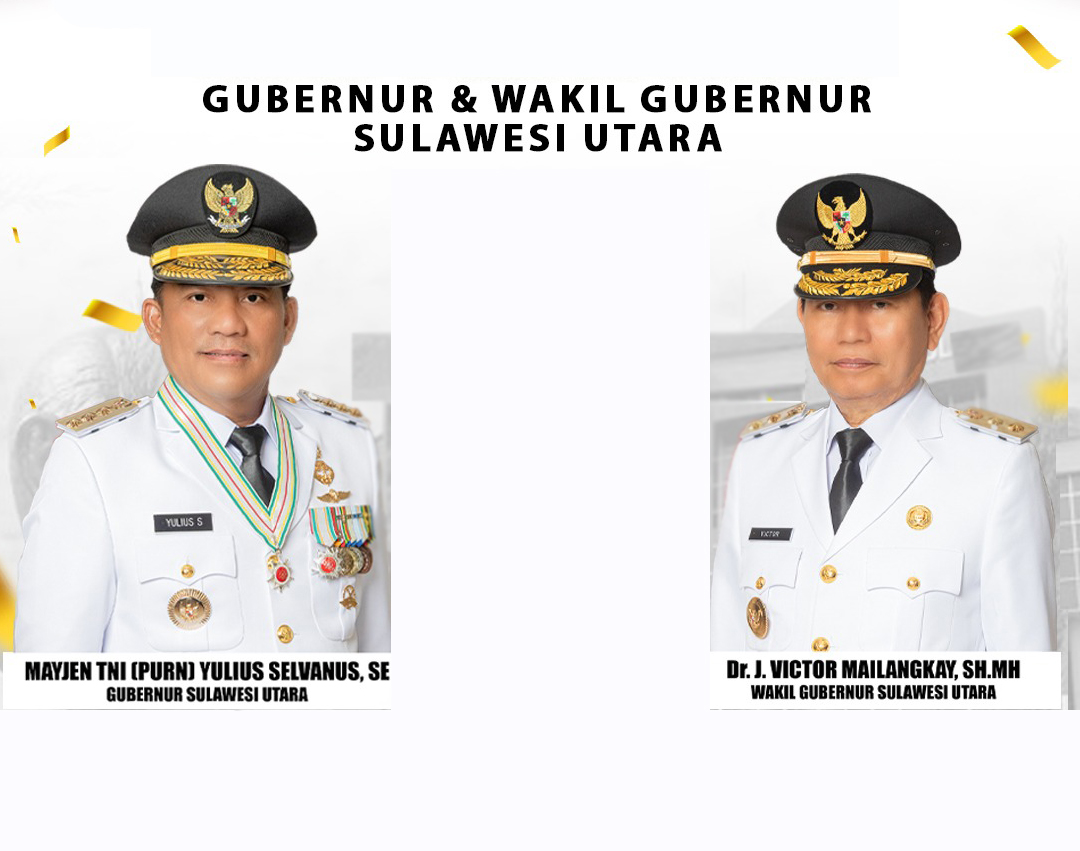 GUBERNUR & WAKIL GUBERNUR
SULAWESI UTARA
YULIUS S
VICTOR
MAYJEN TNI (PURN) YULIUS SELVANUS, SE
GUBERNUR SULAWESI UTARA
Dr. J. VICTOR MAILANGKAY, SH.MH
WAKIL GUBERNUR SULAWESI UTARA